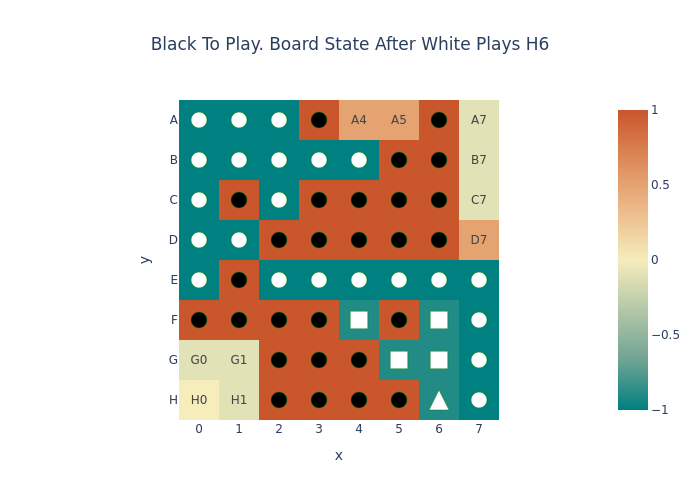 Black To Play. Board State After White Plays H6
A
A4
A5
A7
1
B
B7
C
C7
0.5
D
D7
y
E
0
F
−0.5
G
G0
G1
H
H0
H1
−1
0 1 2 3 4 5 6 7
x